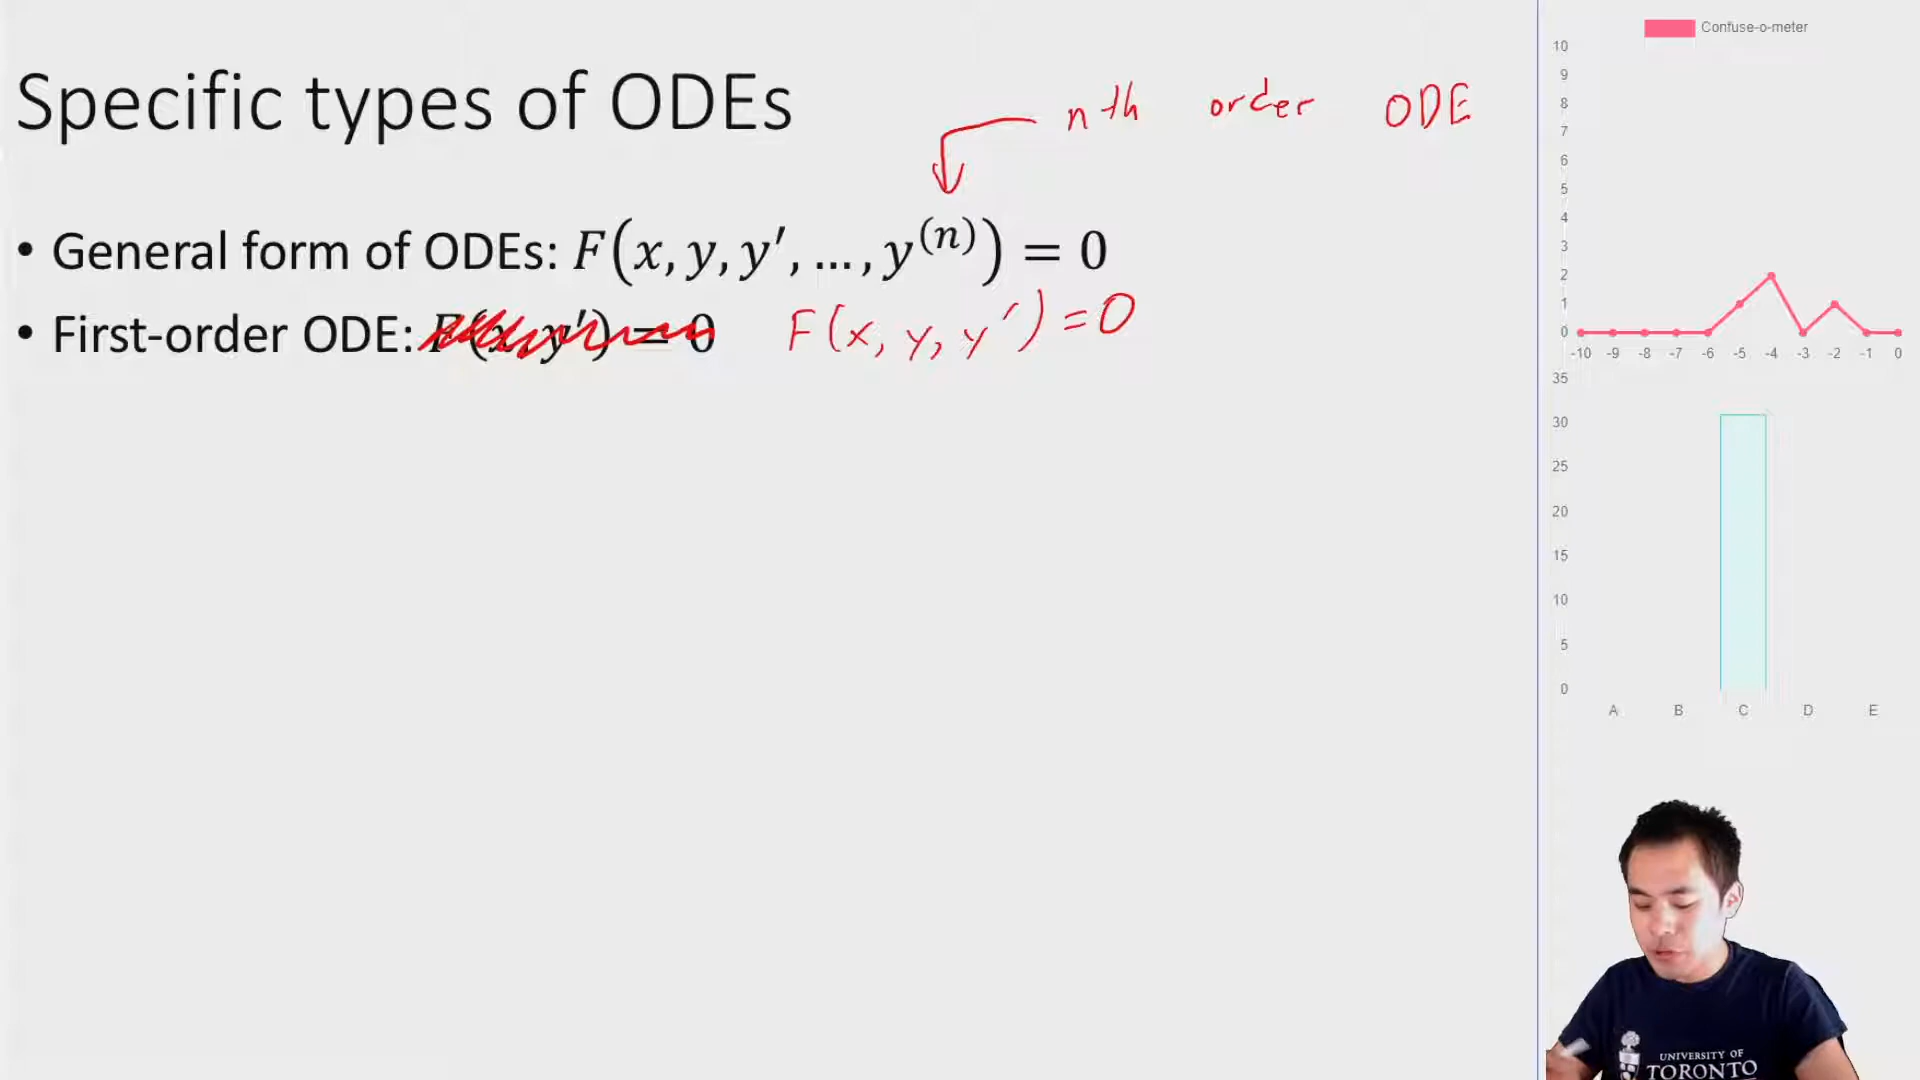 Specific types of ODEs
nth order ODE
• General form of ODEs: F(x, y, y′, …, y⁽ⁿ⁾) = 0
• First-order ODE: F(x, y′) = 0 F(x, y, y′) = 0
Confuse-o-meter
10
9
8
7
6
5
4
3
2
1
0
-10 -9 -8 -7 -6 -5 -4 -3 -2 -1 0
35
30
25
20
15
10
5
0
A B C D E
UNIVERSITY OF
TORONTO